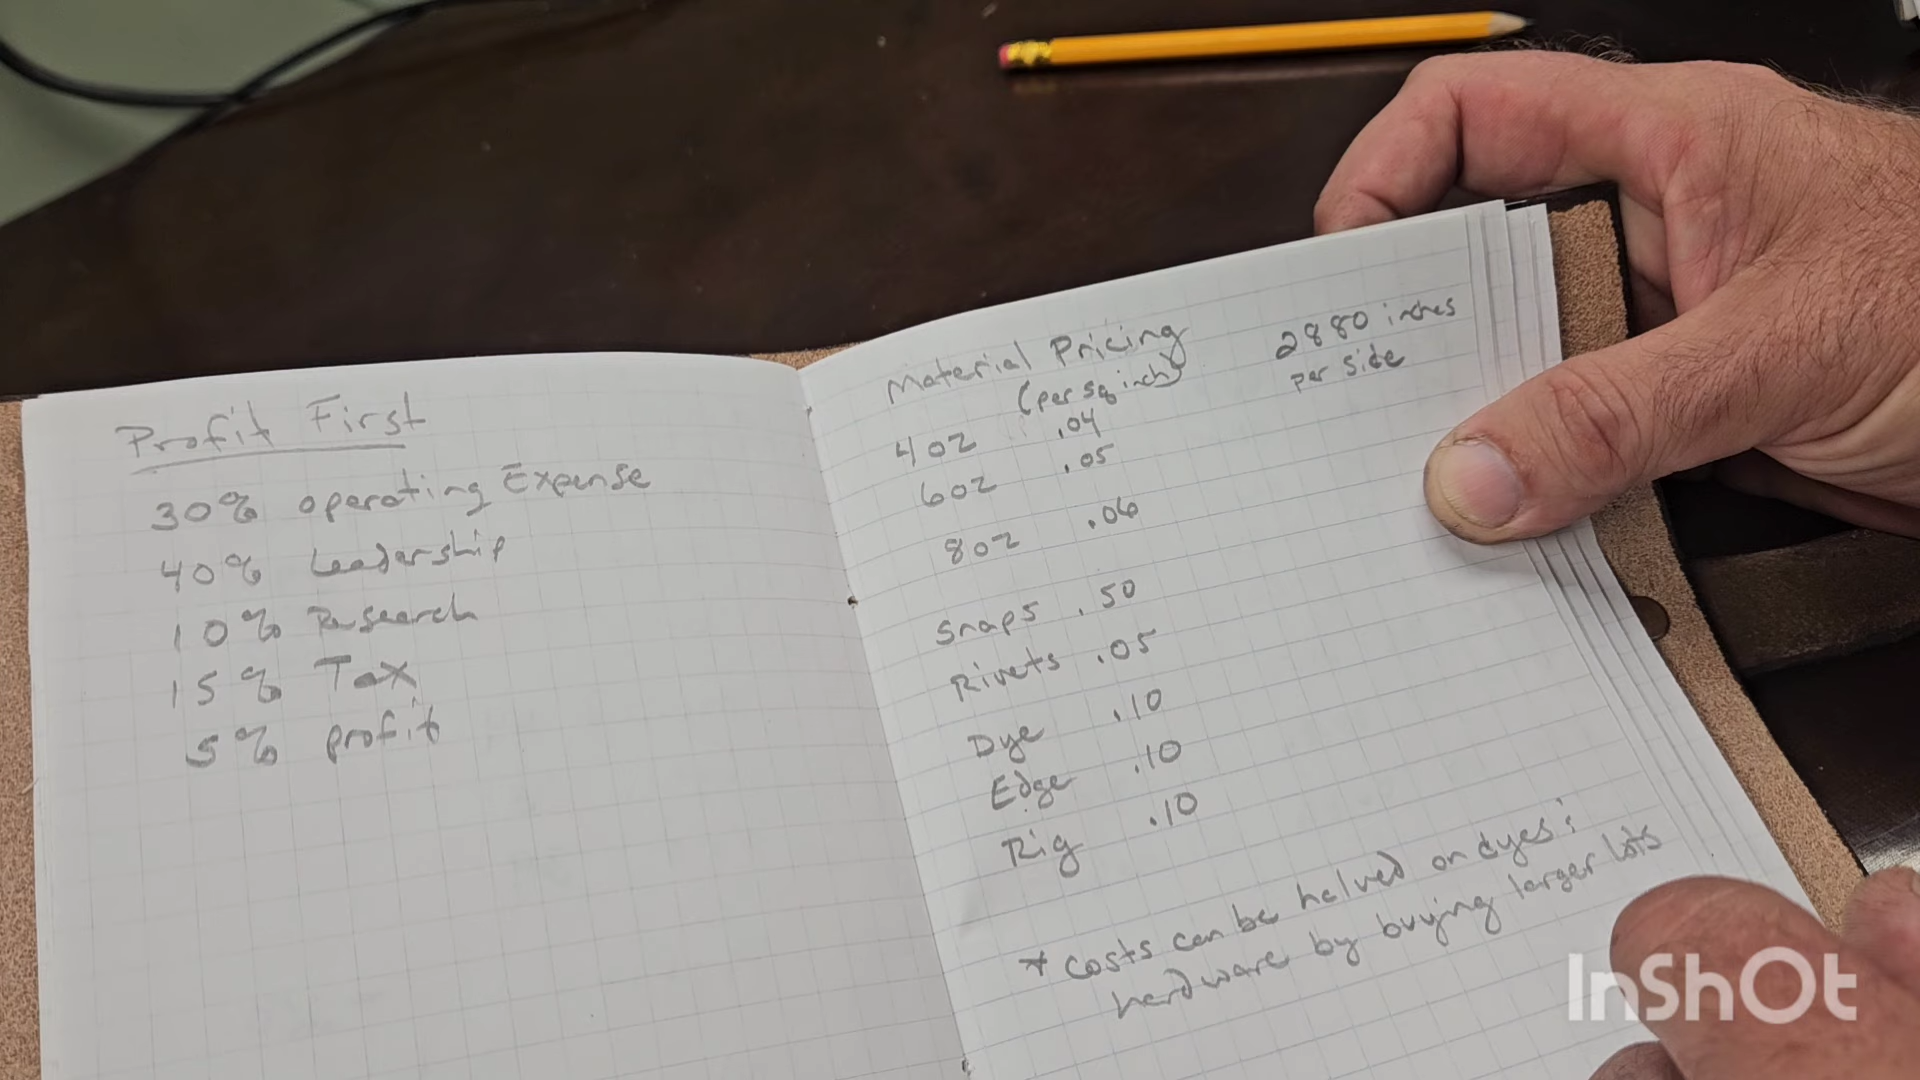 Profit First
30% operating Expense
40% Leadership
10% Research
15% Tax
5% profit
Material Pricing
(per sq inch)
2880 inches
per side
4oz .04
6oz .05
8oz .06
Snaps .50
Rivets .05
Dye .10
Edge .10
Rig .10
* Costs can be halved on dyes &
hardware by buying larger lots
InShOt